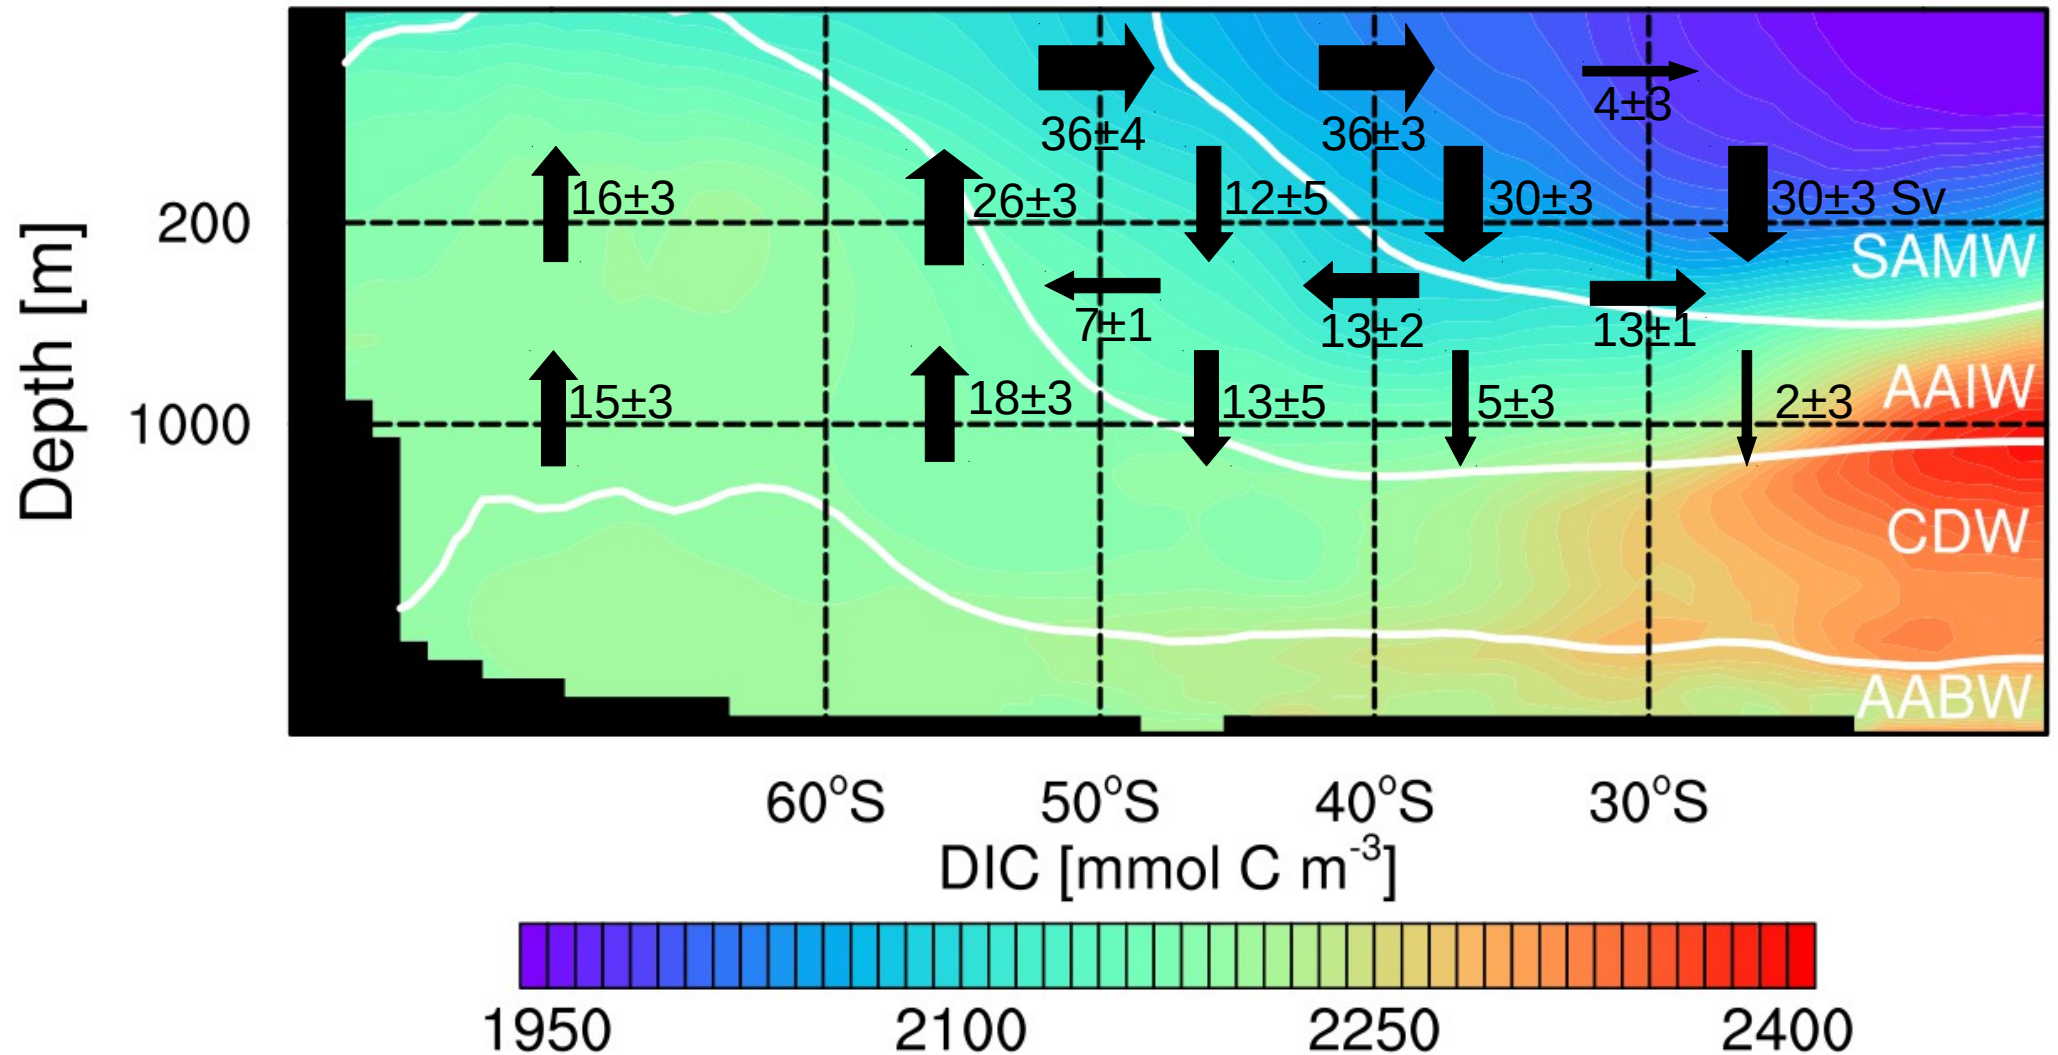 36±4
36±3
4±3
16±3
26±3
12±5
30±3
30±3 Sv
200
SAMW
7±1
13±2
13±1
AAIW
15±3
18±3
13±5
5±3
2±3
1000
Depth [m]
CDW
AABW
60°S
50°S
40°S
30°S
DIC [mmol C m⁻³]
1950
2100
2250
2400